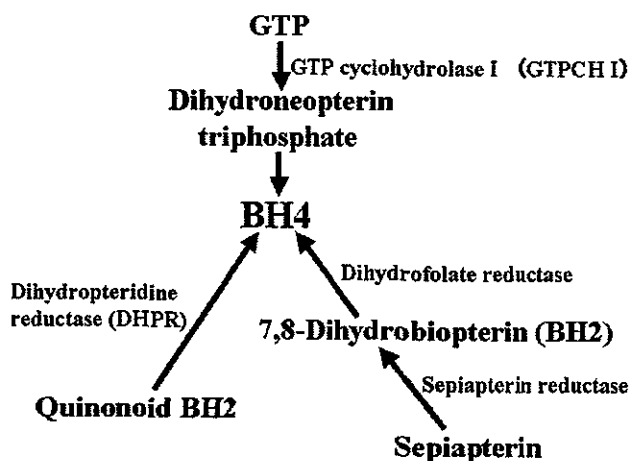 GTP
GTP cyclohydrolase I (GTPCH I)
Dihydroneopterin
triphosphate
BH4
Dihydropteridine
reductase (DHPR)
Dihydrofolate reductase
7,8-Dihydrobiopterin (BH2)
Sepiapterin reductase
Quinonoid BH2
Sepiapterin